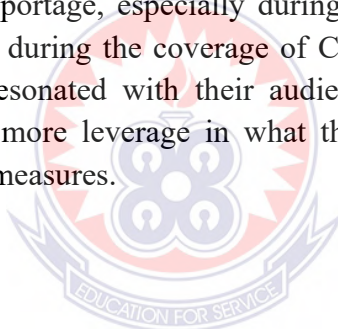 portage, especially during
during the coverage of C
esonated with their audie
more leverage in what th
measures.
EDUCATION FOR SERVICE